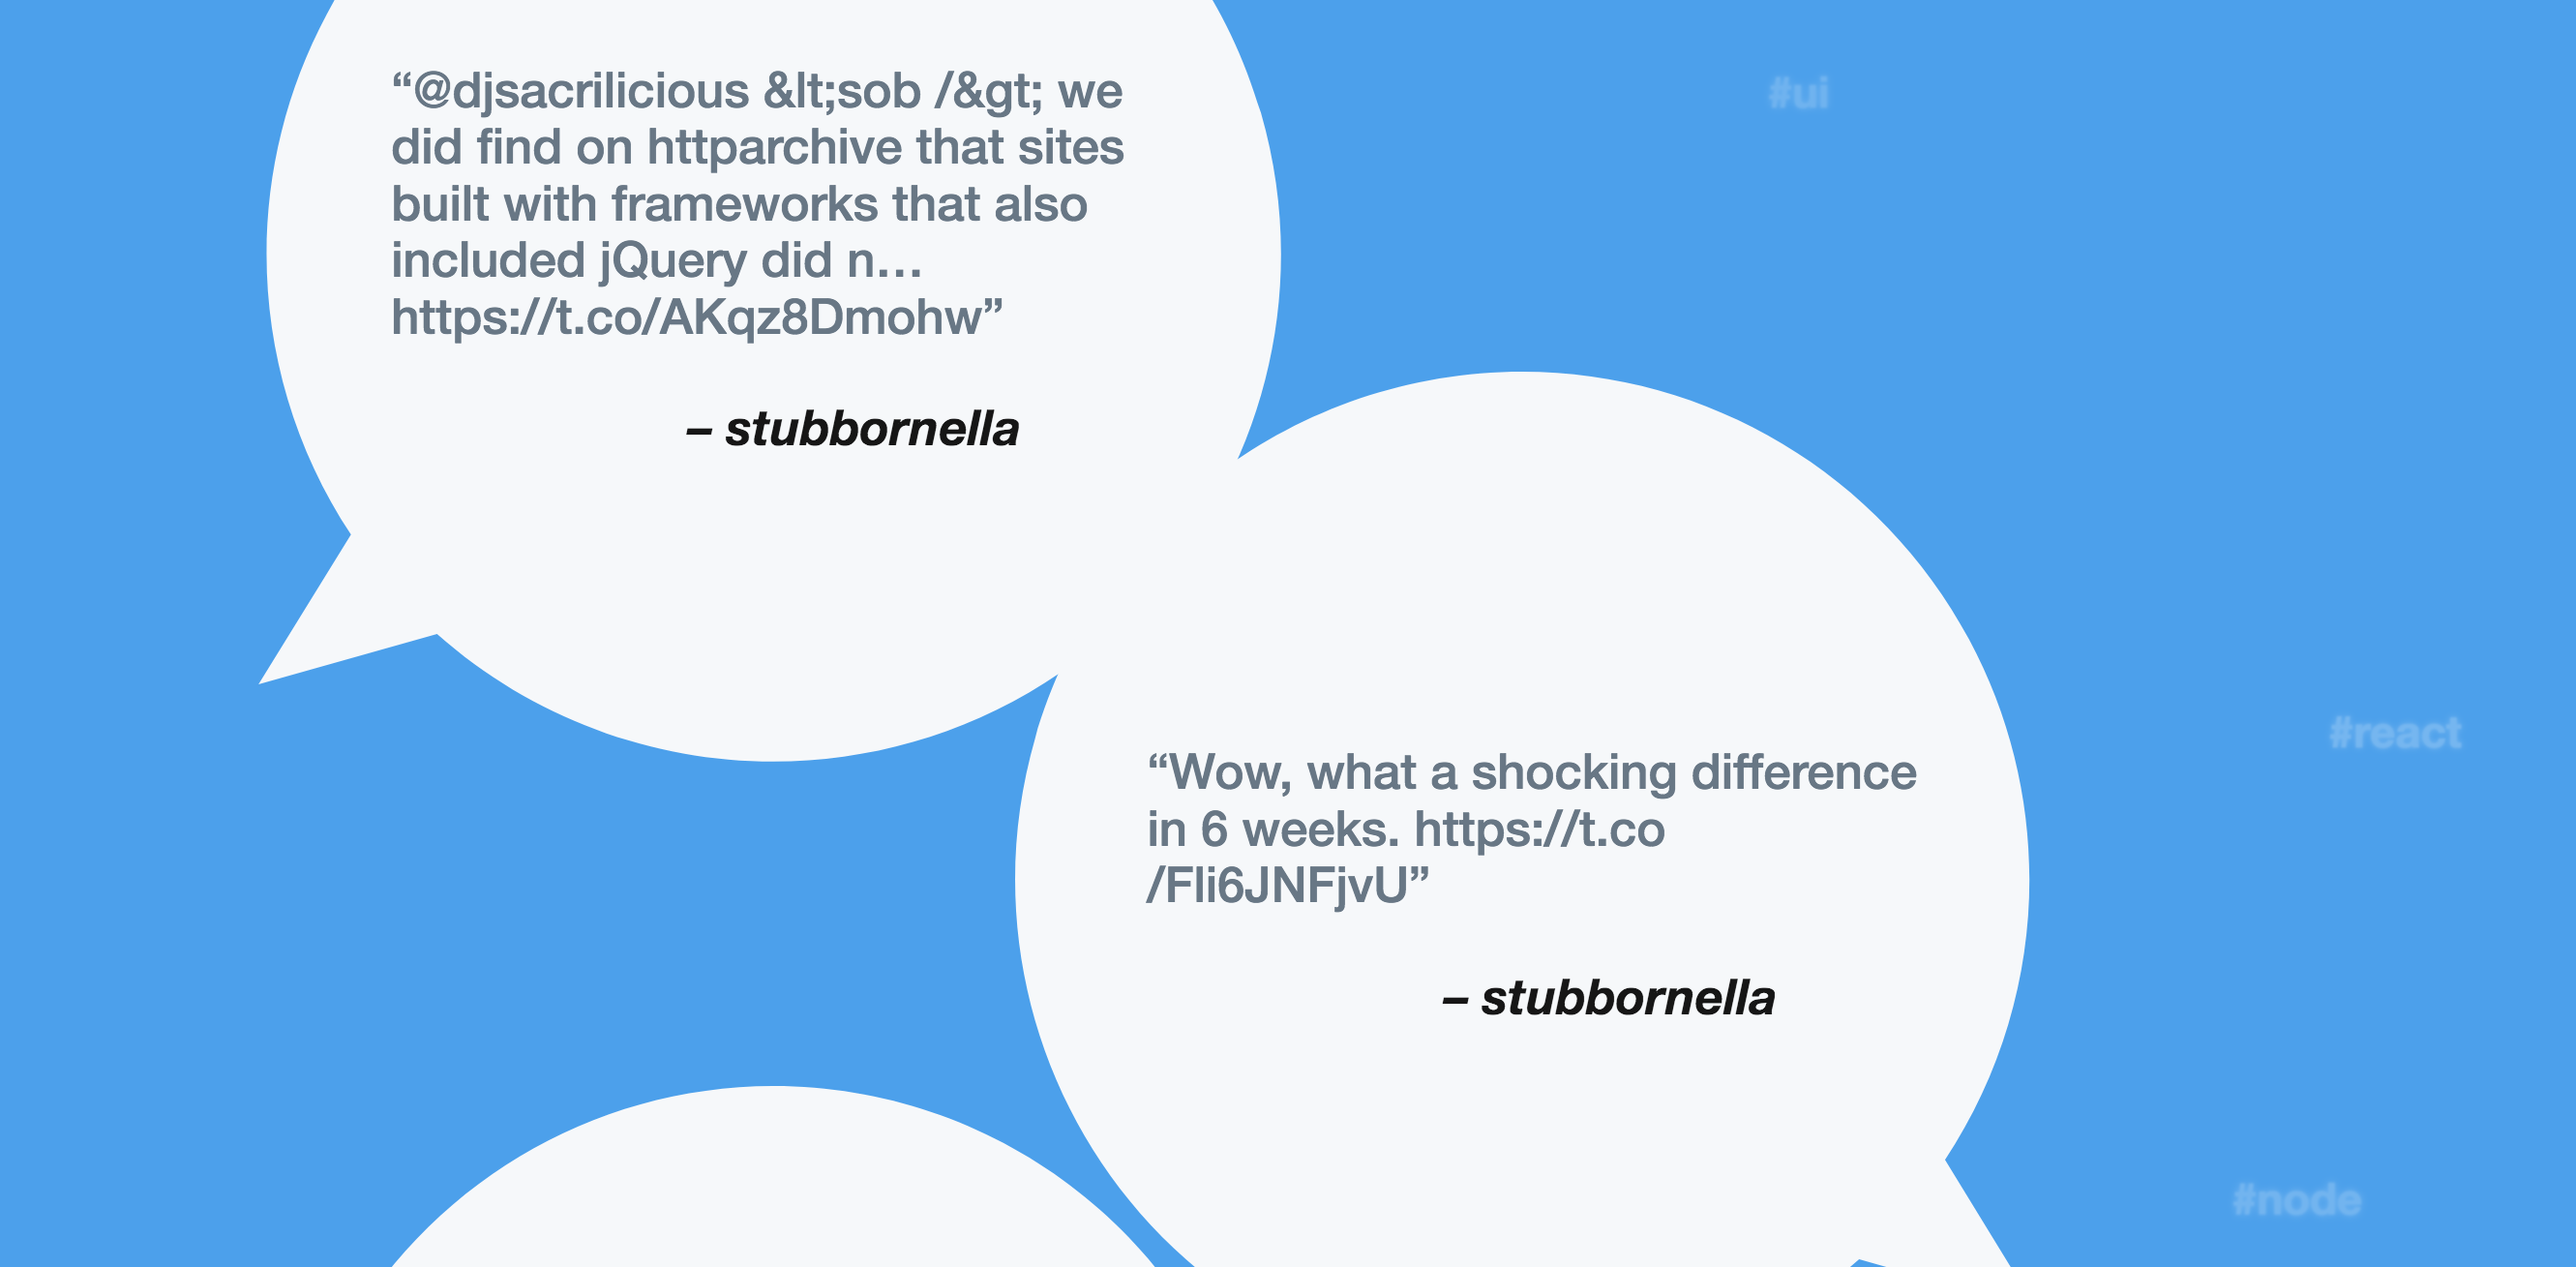 “@djsacrilicious &lt;sob /&gt; we
did find on httparchive that sites
built with frameworks that also
included jQuery did n…
https://t.co/AKqz8Dmohw”
– stubbornella
#ui
“Wow, what a shocking difference
in 6 weeks. https://t.co
/Fli6JNFjvU”
– stubbornella
#react
#node